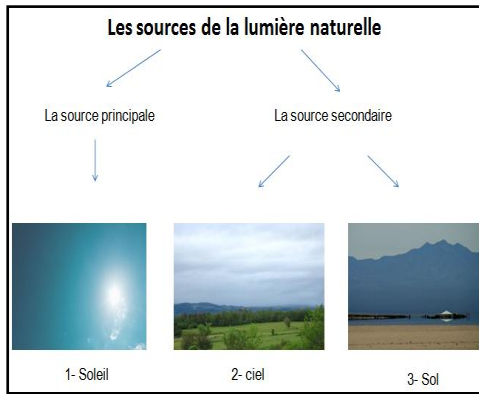 Les sources de la lumière naturelle
La source principale
La source secondaire
1- Soleil
2- ciel
3- Sol